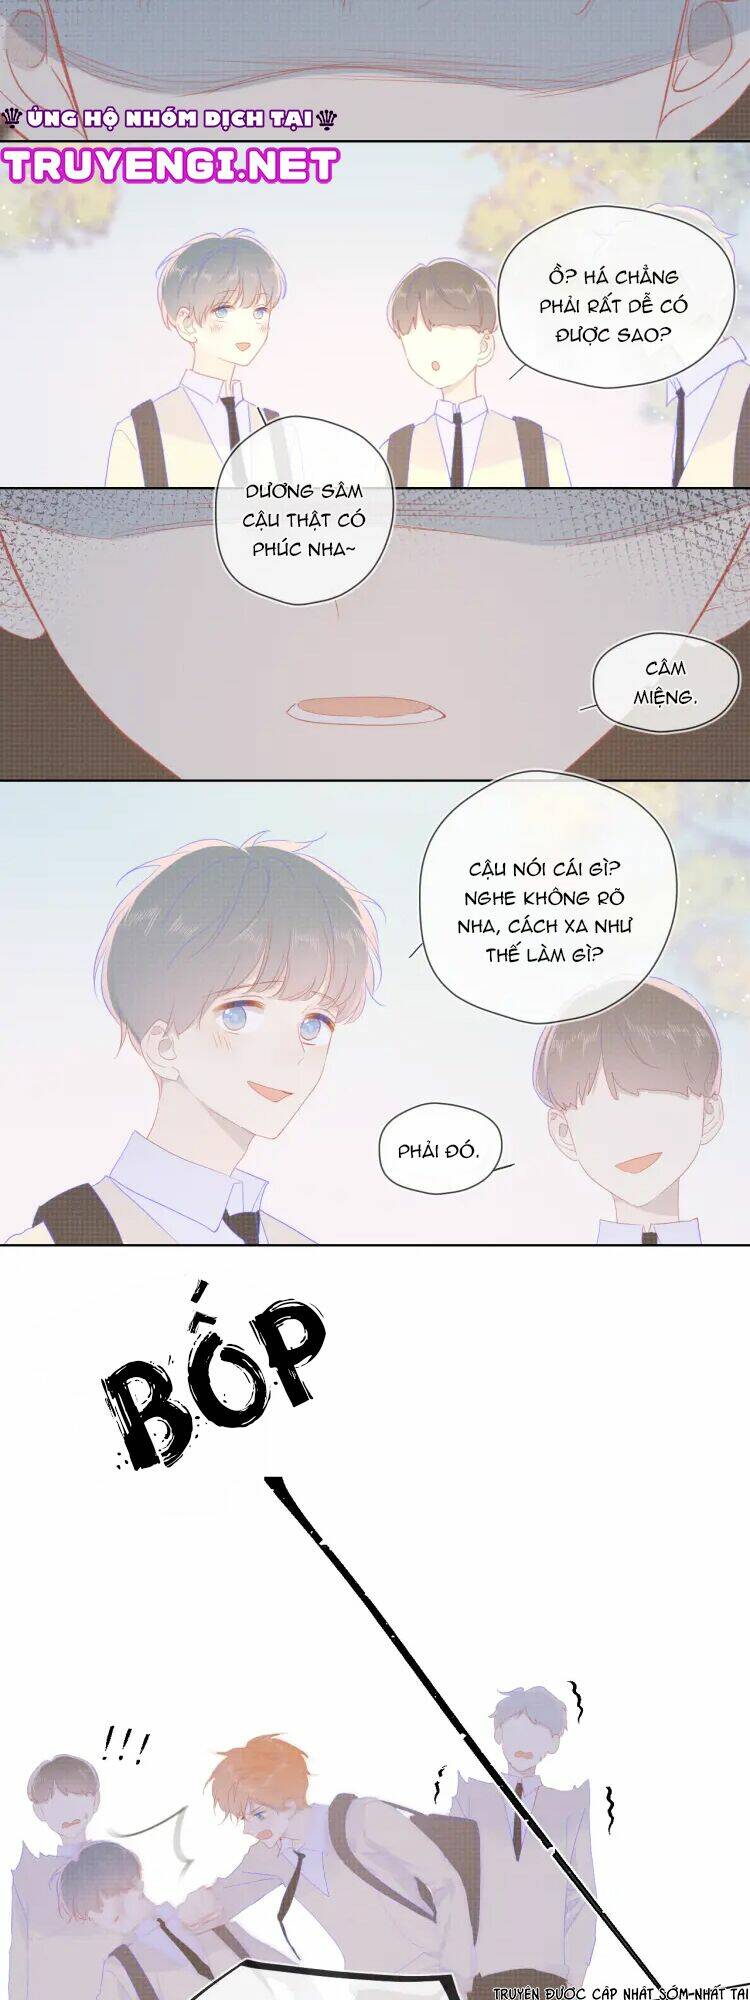 ỦNG HỘ NHÓM DỊCH TẠI
TRUYENGI.NET
Ồ? HÁ CHẲNG
PHẢI RẤT DỄ CÓ
ĐƯỢC SAO?
DƯƠNG SÂM
CẬU THẬT CÓ
PHÚC NHA~
CÂM
MIỆNG.
CẬU NÓI CÁI GÌ?
NGHE KHÔNG RÕ
NHA, CÁCH XA NHƯ
THẾ LÀM GÌ?
PHẢI ĐÓ.
BỐP
!!!
TRUYỆN ĐƯỢC CẬP NHẬT SỚM NHẤT TẠI